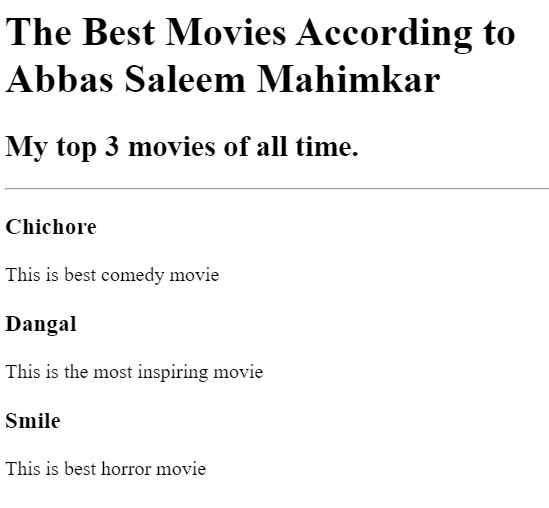 The Best Movies According to
Abbas Saleem Mahimkar
My top 3 movies of all time.
Chichore
This is best comedy movie
Dangal
This is the most inspiring movie
Smile
This is best horror movie